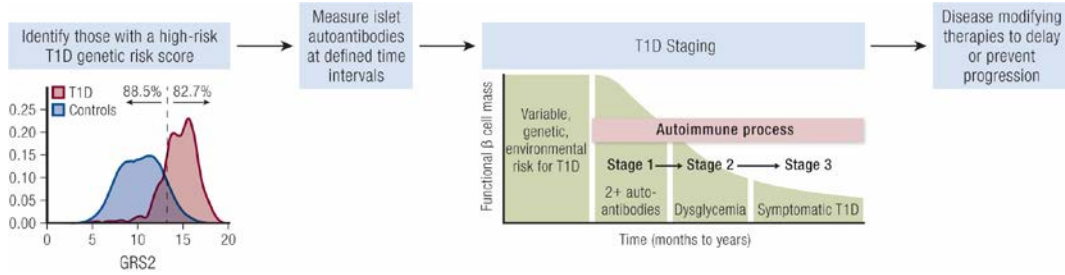 Identify those with a high-risk
T1D genetic risk score
Measure islet
autoantibodies
at defined time
intervals
T1D Staging
Disease modifying
therapies to delay
or prevent
progression
T1D
Controls
88.5%
82.7%
0.25
0.20
0.15
0.10
0.05
0.00
0
5
10
15
20
GRS2
Functional β cell mass
Variable,
genetic,
environmental
risk for T1D
Autoimmune process
Stage 1
Stage 2
Stage 3
2+ auto-
antibodies
Dysglycemia
Symptomatic T1D
Time (months to years)